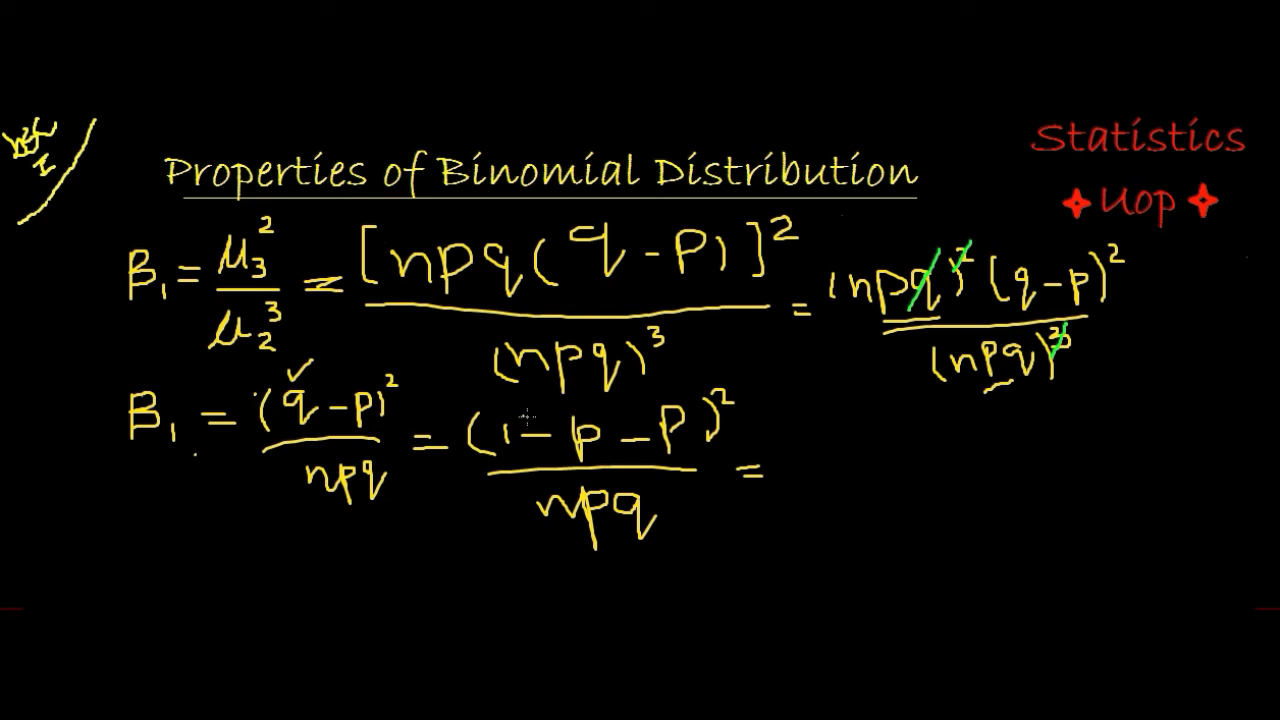 Statistics
Properties of Binomial Distribution
Uop
β₁ = μ₃² / μ₂³ = [npq(q-p)]² / (npq)³ = (npq)² (q-p)² / (npq)³
β₁ = (q-p)² / npq = (1-p-p)² / npq =